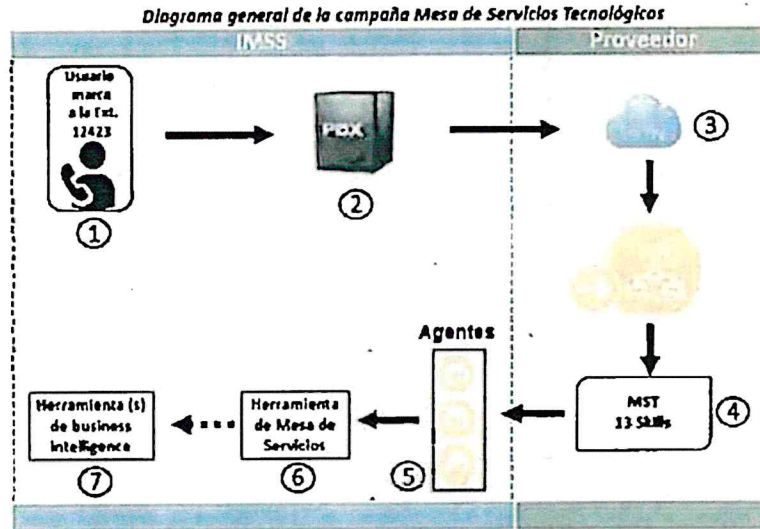 Diagrama general de la campaña Mesa de Servicios Tecnológicos
IMSS
Proveedor
Usuario
marca
a la Ext.
12423
PBX
1
2
3
Agentes
MST
13 Skills
4
Herramienta (s)
de business
intelligence
Herramienta
de Mesa de
Servicios
5
7
6